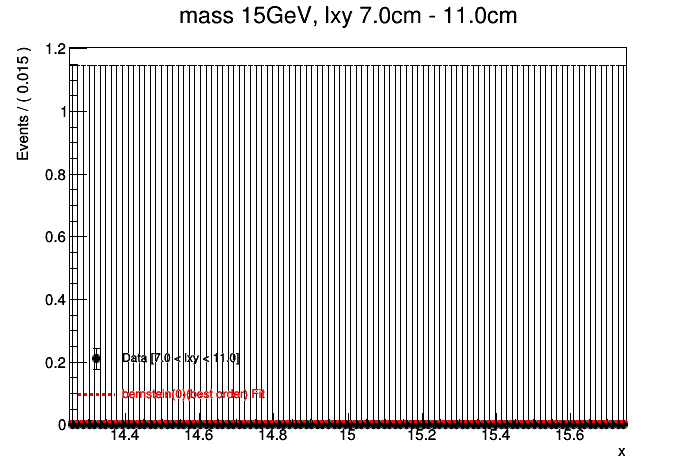 mass 15GeV, lxy 7.0cm - 11.0cm
Events / ( 0.015 )
1.2
1
0.8
0.6
0.4
0.2
0
Data [7.0 < lxy < 11.0]
bernstein(0)(best order) Fit
14.4 14.6 14.8 15 15.2 15.4 15.6
x